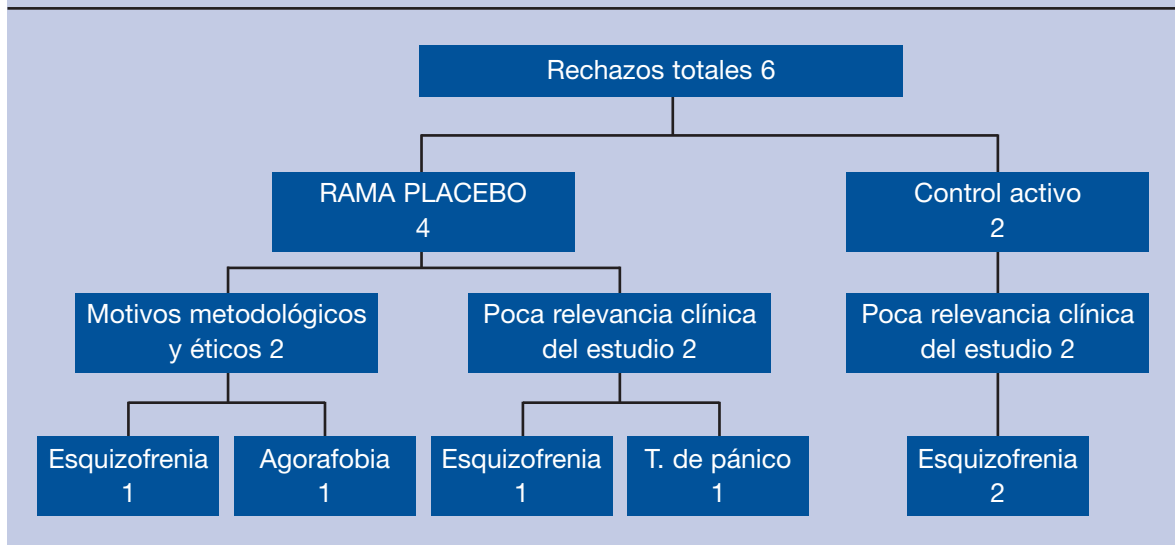 Rechazos totales 6
RAMA PLACEBO
4
Control activo
2
Motivos metodológicos
y éticos 2
Poca relevancia clínica
del estudio 2
Poca relevancia clínica
del estudio 2
Esquizofrenia
1
Agorafobia
1
Esquizofrenia
1
T. de pánico
1
Esquizofrenia
2